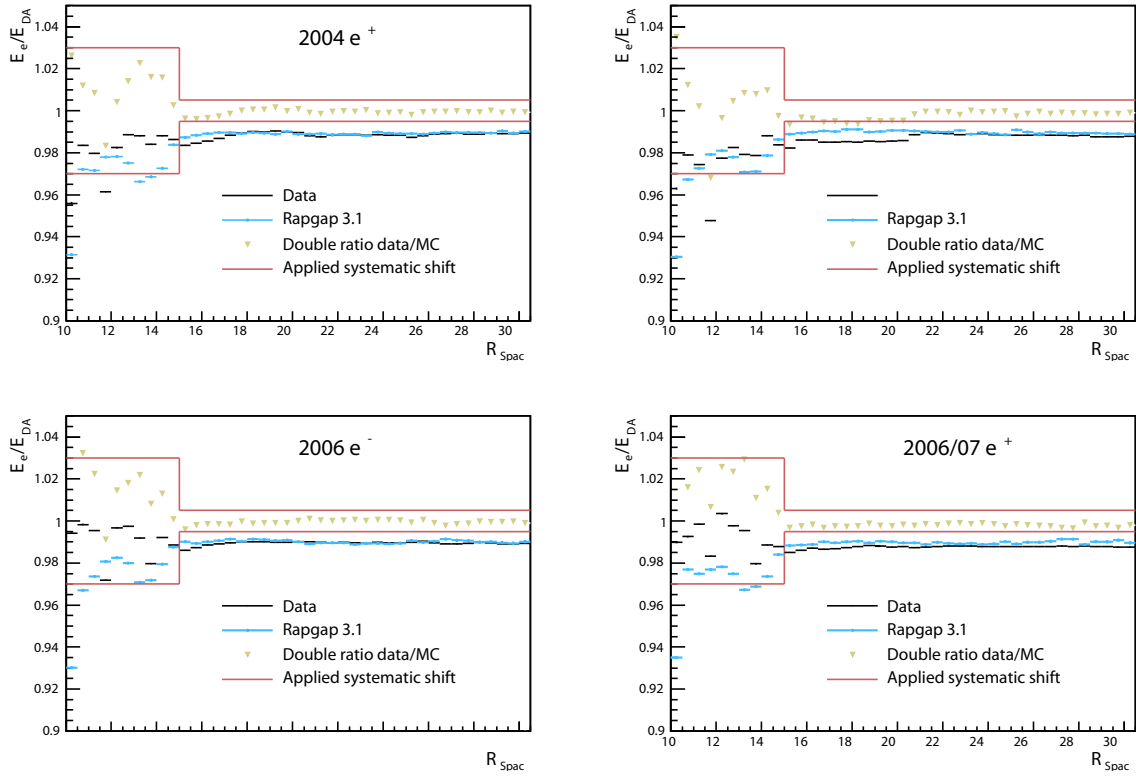 E_e/E_DA
2004 e +
1.04
1.02
1
0.98
0.96
0.94
0.92
0.9
Data
Rapgap 3.1
Double ratio data/MC
Applied systematic shift
10 12 14 16 18 20 22 24 26 28 30
R_Spac
E_e/E_DA
1.04
1.02
1
0.98
0.96
0.94
0.92
0.9
Rapgap 3.1
Double ratio data/MC
Applied systematic shift
10 12 14 16 18 20 22 24 26 28 30
R_Spac
E_e/E_DA
2006 e -
1.04
1.02
1
0.98
0.96
0.94
0.92
0.9
Data
Rapgap 3.1
Double ratio data/MC
Applied systematic shift
R_Spac
E_e/E_DA
2006/07 e +
1.04
1.02
1
0.98
0.96
0.94
0.92
0.9
Data
Rapgap 3.1
Double ratio data/MC
Applied systematic shift
10 12 14 16 18 20 22 24 26 28 30
R_Spac